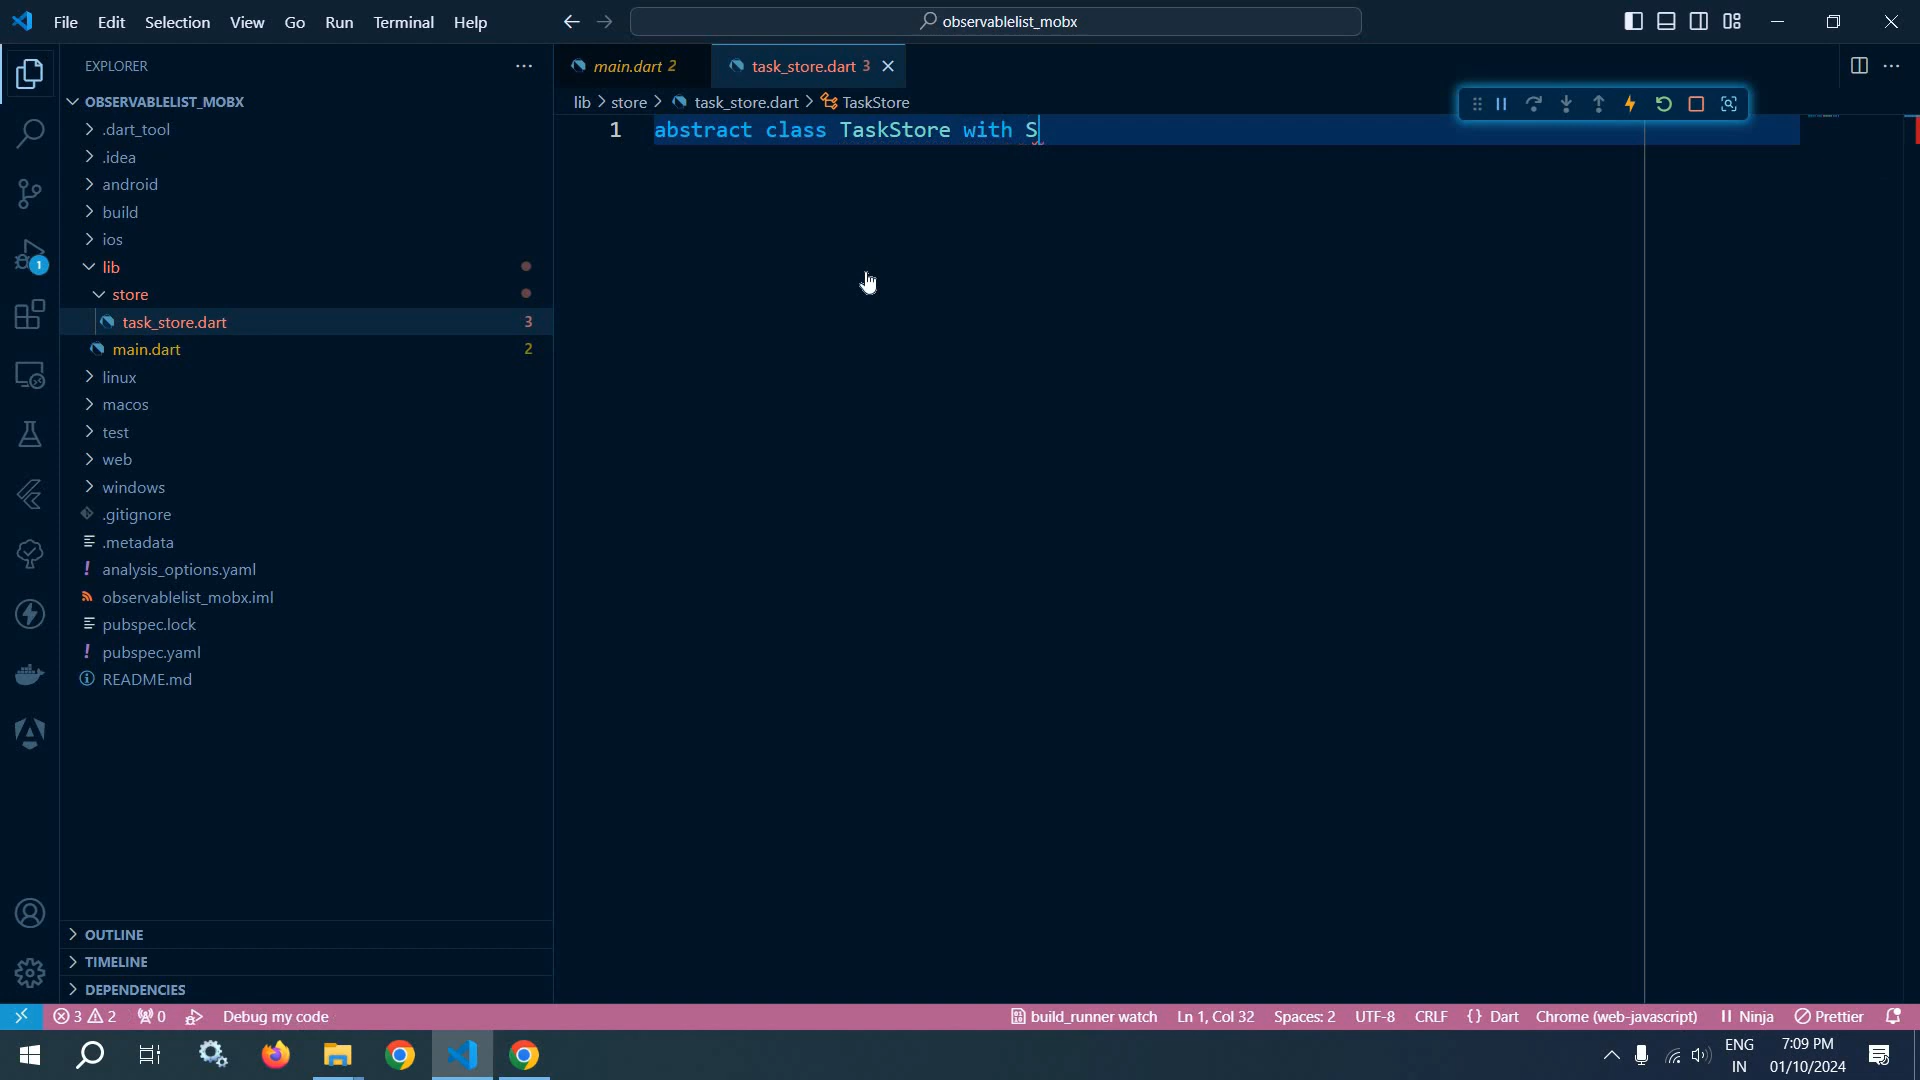 File Edit Selection View Go Run Terminal Help
observablelist_mobx
EXPLORER
main.dart 2
task_store.dart 3
OBSERVABLELIST_MOBX
lib > store > task_store.dart > TaskStore
1 abstract class TaskStore with S
.dart_tool
.idea
android
build
ios
1
lib
store
task_store.dart 3
main.dart 2
linux
macos
test
web
windows
.gitignore
.metadata
! analysis_options.yaml
observablelist_mobx.iml
pubspec.lock
! pubspec.yaml
README.md
OUTLINE
TIMELINE
DEPENDENCIES
3 2 0 Debug my code
build_runner watch Ln 1, Col 32 Spaces: 2 UTF-8 CRLF {} Dart Chrome (web-javascript) Ninja Prettier
ENG
IN
7:09 PM
01/10/2024